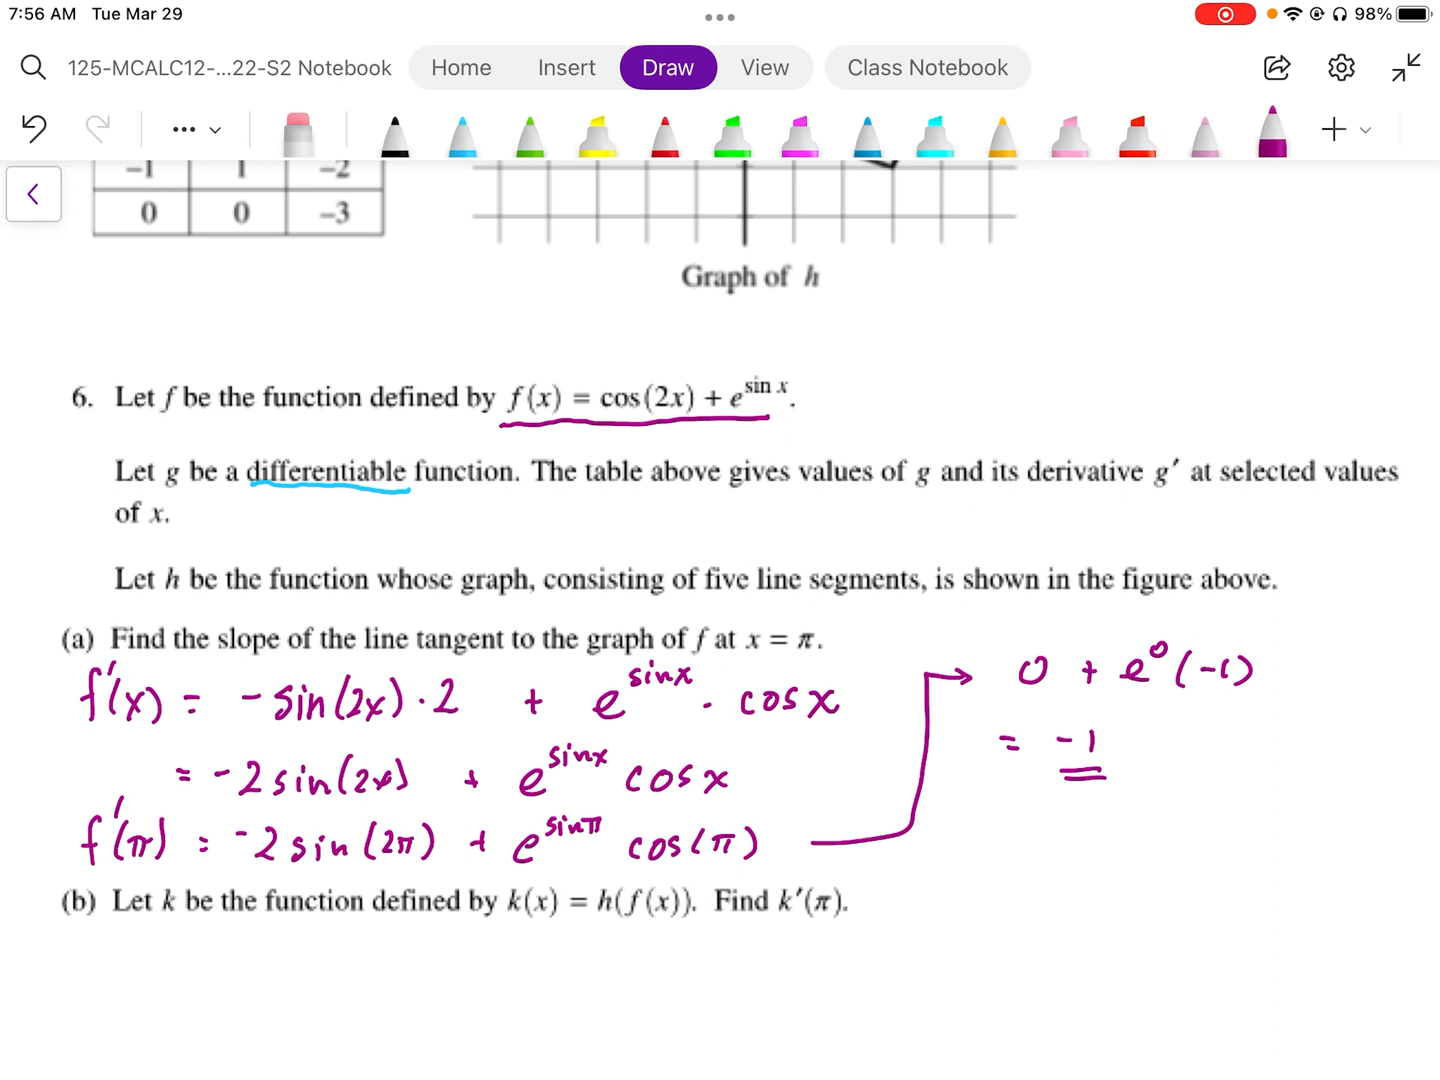 7:56 AM Tue Mar 29
98%
125-MCALC12-...22-S2 Notebook Home Insert Draw View Class Notebook
−1 1 −2
0 0 −3
Graph of h
6. Let f be the function defined by f(x) = cos(2x) + e^sin x.
Let g be a differentiable function. The table above gives values of g and its derivative g′ at selected values
of x.
Let h be the function whose graph, consisting of five line segments, is shown in the figure above.
(a) Find the slope of the line tangent to the graph of f at x = π.
f'(x) = -sin(2x)·2 + e^sinx · cosx
= -2sin(2x) + e^sinx cosx
f'(π) = -2sin(2π) + e^sinπ cos(π)
0 + e^0(-1)
= -1
(b) Let k be the function defined by k(x) = h(f(x)). Find k′(π).